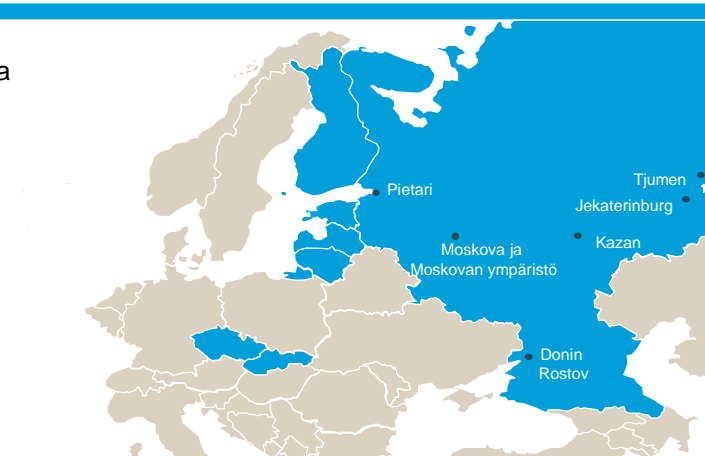 a
Pietari
Tjumen
Jekaterinburg
Moskova ja
Moskovan ympäristö
Kazan
Donin
Rostov